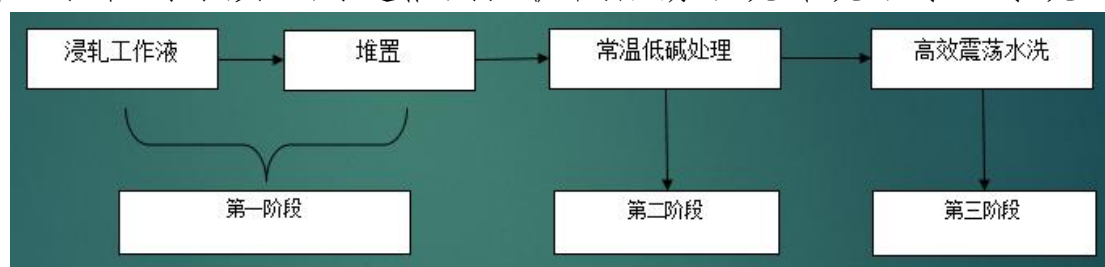 浸轧工作液
堆置
常温低碱处理
高效震荡水洗
第一阶段
第二阶段
第三阶段